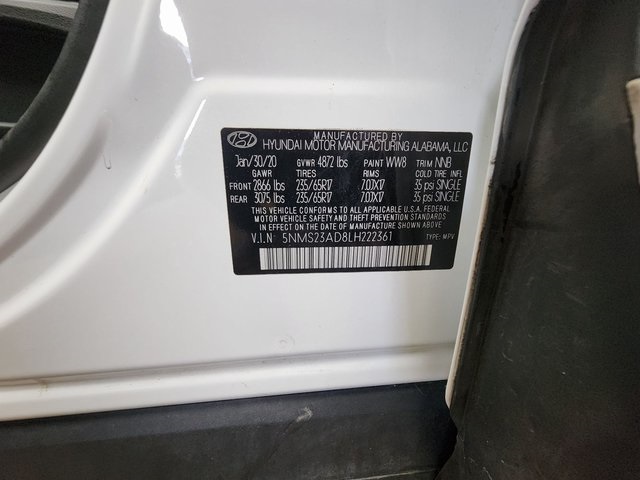 MANUFACTURED BY
HYUNDAI MOTOR MANUFACTURING ALABAMA, LLC
Jan/30/20 GVWR 4872 lbs PAINT WW8 TRIM NNB
GAWR TIRES RIMS COLD TIRE INFL
FRONT 2866 lbs 235/65R17 7.0JX17 35 psi SINGLE
REAR 3075 lbs 235/65R17 7.0JX17 35 psi SINGLE
THIS VEHICLE CONFORMS TO ALL APPLICABLE U.S.A. FEDERAL
MOTOR VEHICLE SAFETY AND THEFT PREVENTION STANDARDS
IN EFFECT ON THE DATE OF MANUFACTURE SHOWN ABOVE
V.I.N 5NMS23AD8LH222361 TYPE: MPV